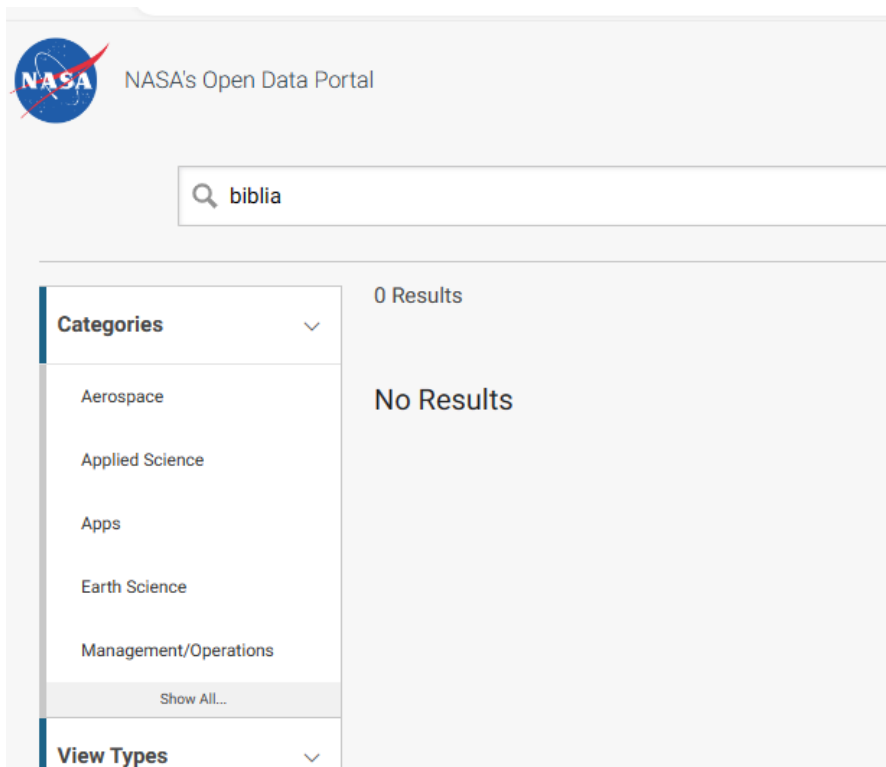 NASA
NASA's Open Data Portal
biblia
0 Results
Categories
No Results
Aerospace
Applied Science
Apps
Earth Science
Management/Operations
Show All...
View Types